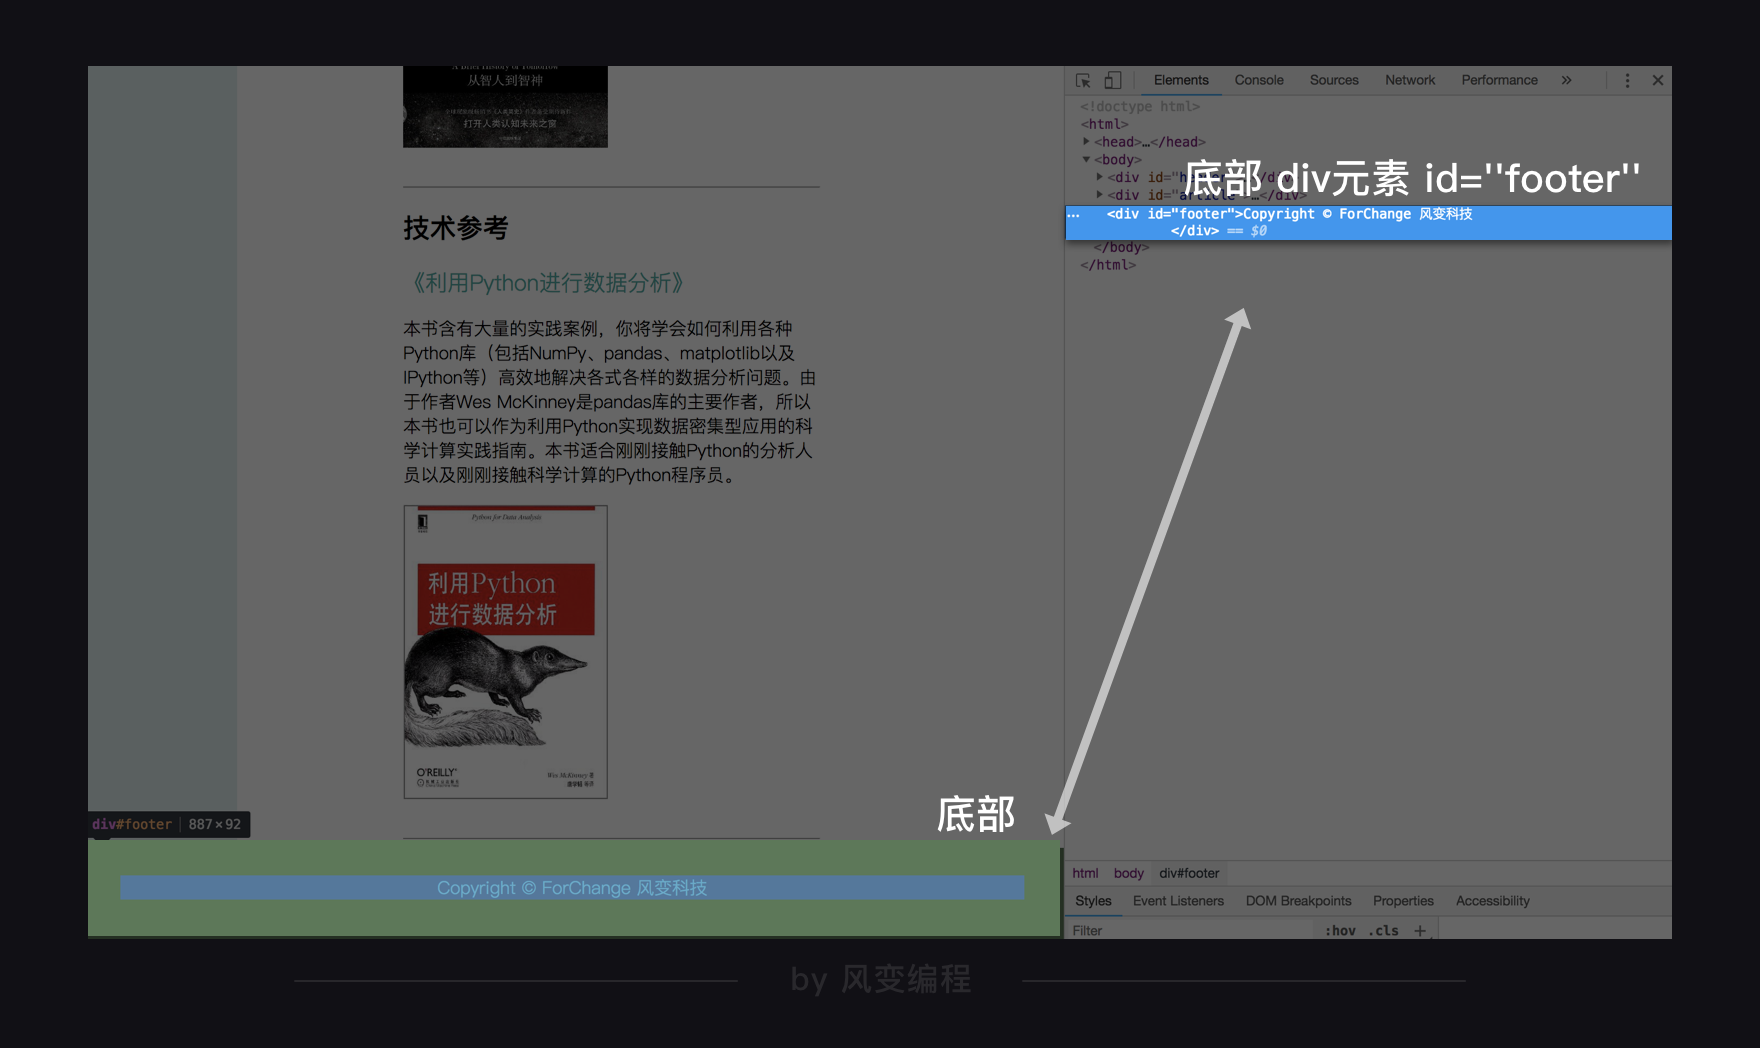 A Brief History of Tomorrow
从智人到智神
打开人类认知未来之窗
技术参考
《利用Python进行数据分析》
本书含有大量的实践案例，你将学会如何利用各种
Python库（包括NumPy、pandas、matplotlib以及
IPython等）高效地解决各式各样的数据分析问题。由
于作者Wes McKinney是pandas库的主要作者，所以
本书也可以作为利用Python实现数据密集型应用的科
学计算实践指南。本书适合刚刚接触Python的分析人
员以及刚刚接触科学计算的Python程序员。
Python for Data Analysis
利用Python
进行数据分析
O'REILLY
Wes McKinney 著
底部
div#footer 887×92
Copyright © ForChange 风变科技
Elements Console Sources Network Performance »
<!doctype html>
<html>
<head>…</head>
<body>
底部 div元素 id=''footer''
<div id="header">…</div>
<div id="article">…</div>
… <div id="footer">Copyright © ForChange 风变科技
</div> == $0
</body>
</html>
html body div#footer
Styles Event Listeners DOM Breakpoints Properties Accessibility
Filter :hov .cls +
by 风变编程